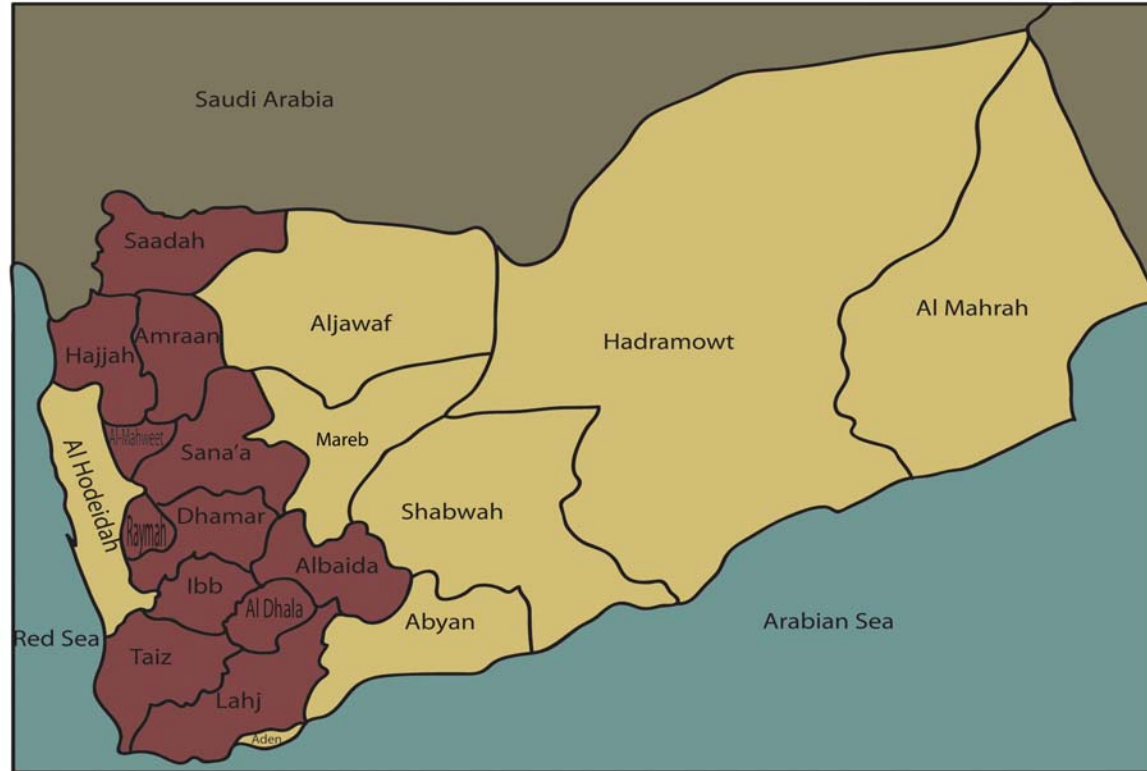 Saudi Arabia
Saadah
Aljawaf
Al Mahrah
Amraan
Hajjah
Hadramowt
Al-Mahweet
Mareb
Sana'a
Al Hodeidah
Shabwah
Dhamar
Raymah
Albaida
Ibb
Al Dhala
Abyan
Arabian Sea
Red Sea
Taiz
Lahj
Aden